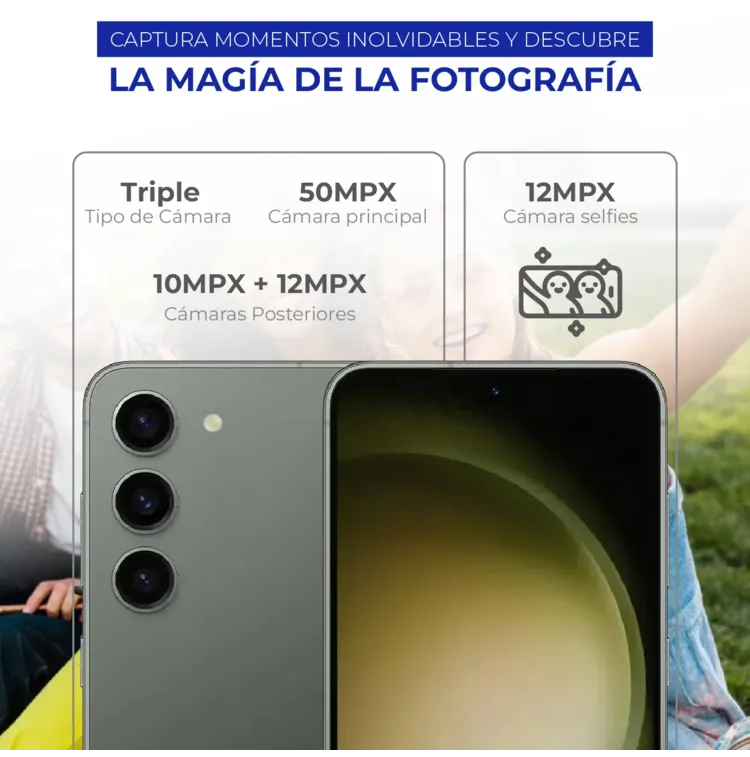 CAPTURA MOMENTOS INOLVIDABLES Y DESCUBRE
LA MAGÍA DE LA FOTOGRAFÍA
Triple
Tipo de Cámara
50MPX
Cámara principal
10MPX + 12MPX
Cámaras Posteriores
12MPX
Cámara selfies